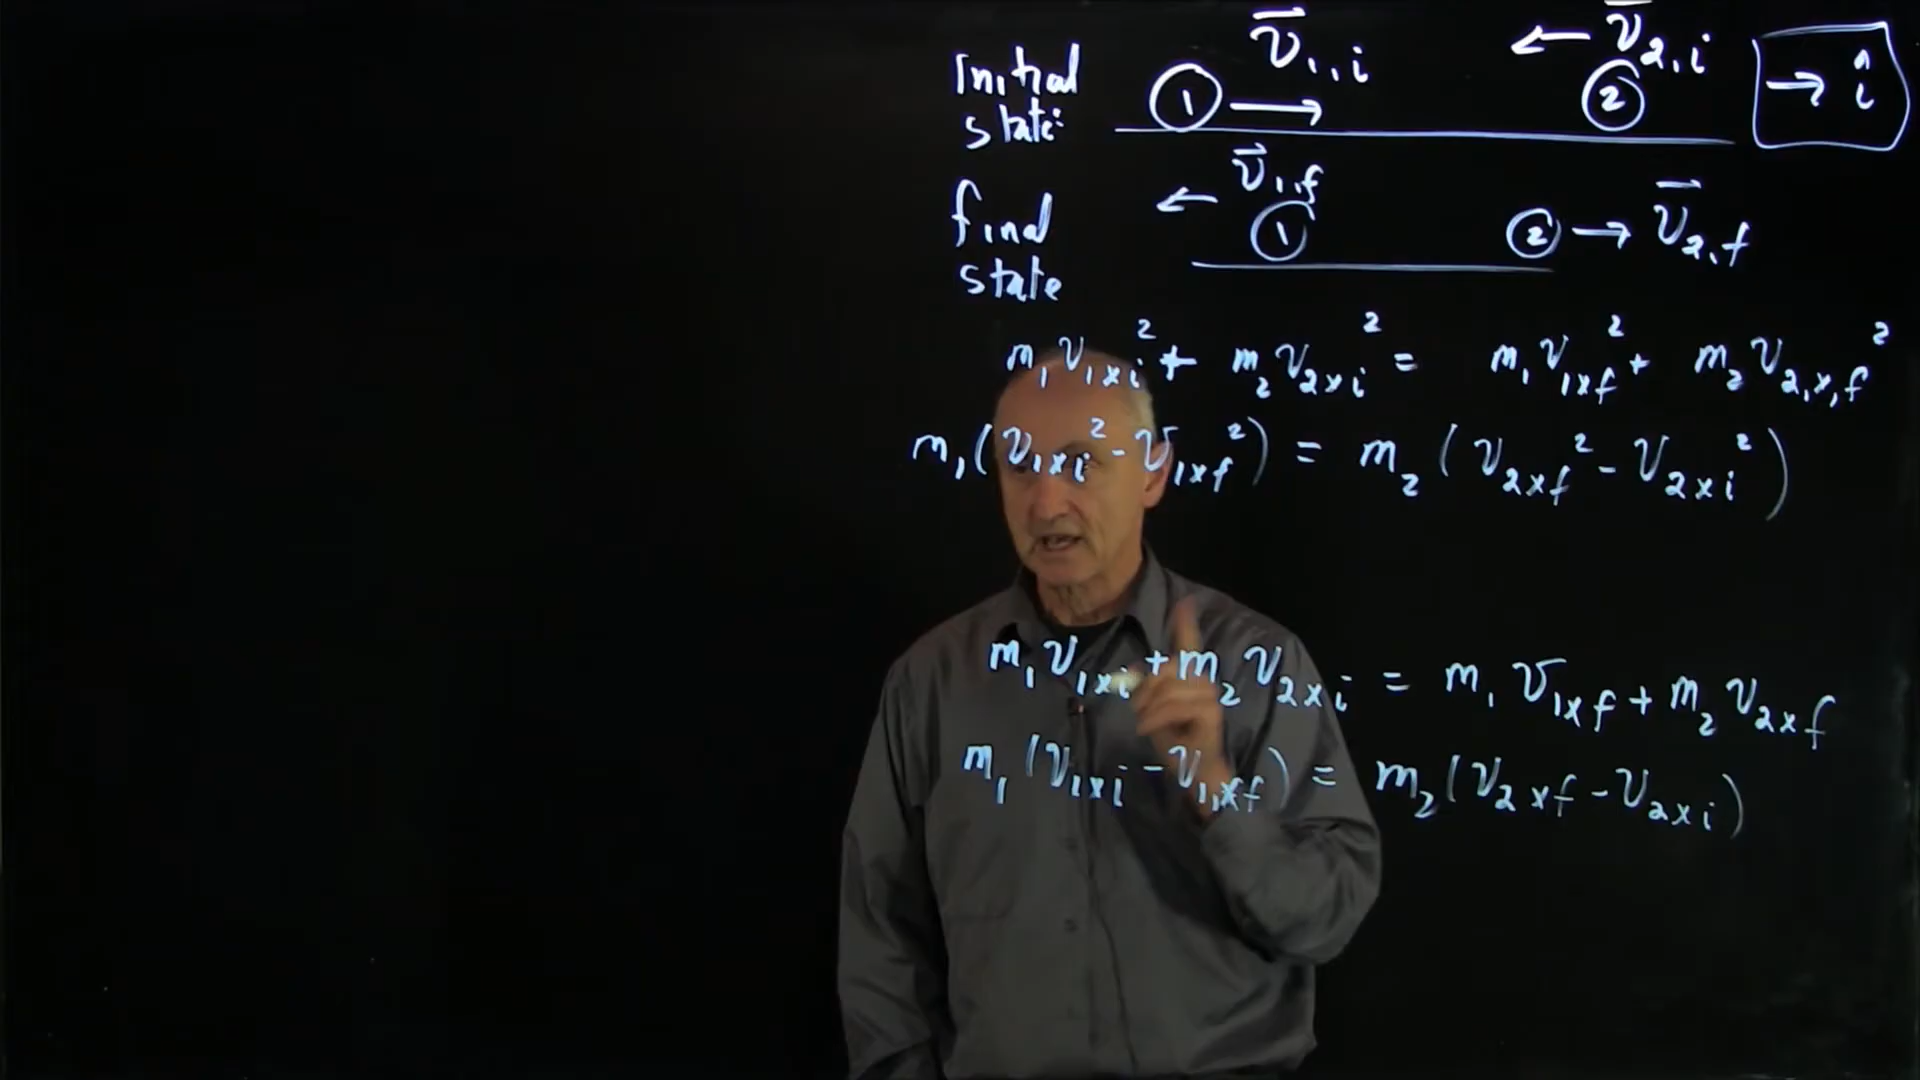 Initial
state:
① → v⃗₁,ᵢ ← v⃗₂,ᵢ ② → î
final
state
← v⃗₁,f ① ② → v⃗₂,f
m₁v₁ₓᵢ² + m₂v₂ₓᵢ² = m₁v₁ₓf² + m₂v₂,ₓ,f²
m₁(v₁ₓᵢ² - v₁ₓf²) = m₂(v₂ₓf² - v₂ₓᵢ²)
m₁v₁ₓᵢ + m₂v₂ₓᵢ = m₁v₁ₓf + m₂v₂ₓf
m₁(v₁ₓᵢ - v₁,ₓf) = m₂(v₂ₓf - v₂ₓᵢ)